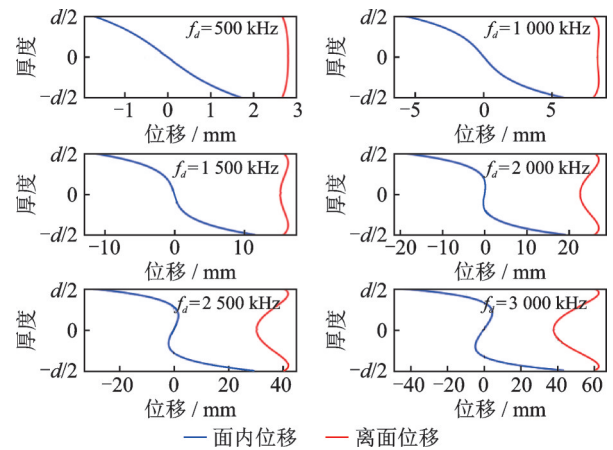 d/2
0
−d/2
厚度
f_d=500 kHz
−1 0 1 2 3
位移 / mm
d/2
0
−d/2
厚度
f_d=1 000 kHz
−5 0 5
位移 / mm
d/2
0
−d/2
厚度
f_d=1 500 kHz
−10 0 10
位移 / mm
d/2
0
−d/2
厚度
f_d=2 000 kHz
−20 −10 0 10 20
位移 / mm
d/2
0
−d/2
厚度
f_d=2 500 kHz
−20 0 20 40
位移 / mm
d/2
0
−d/2
厚度
f_d=3 000 kHz
−40 −20 0 20 40 60
位移 / mm
面内位移 离面位移